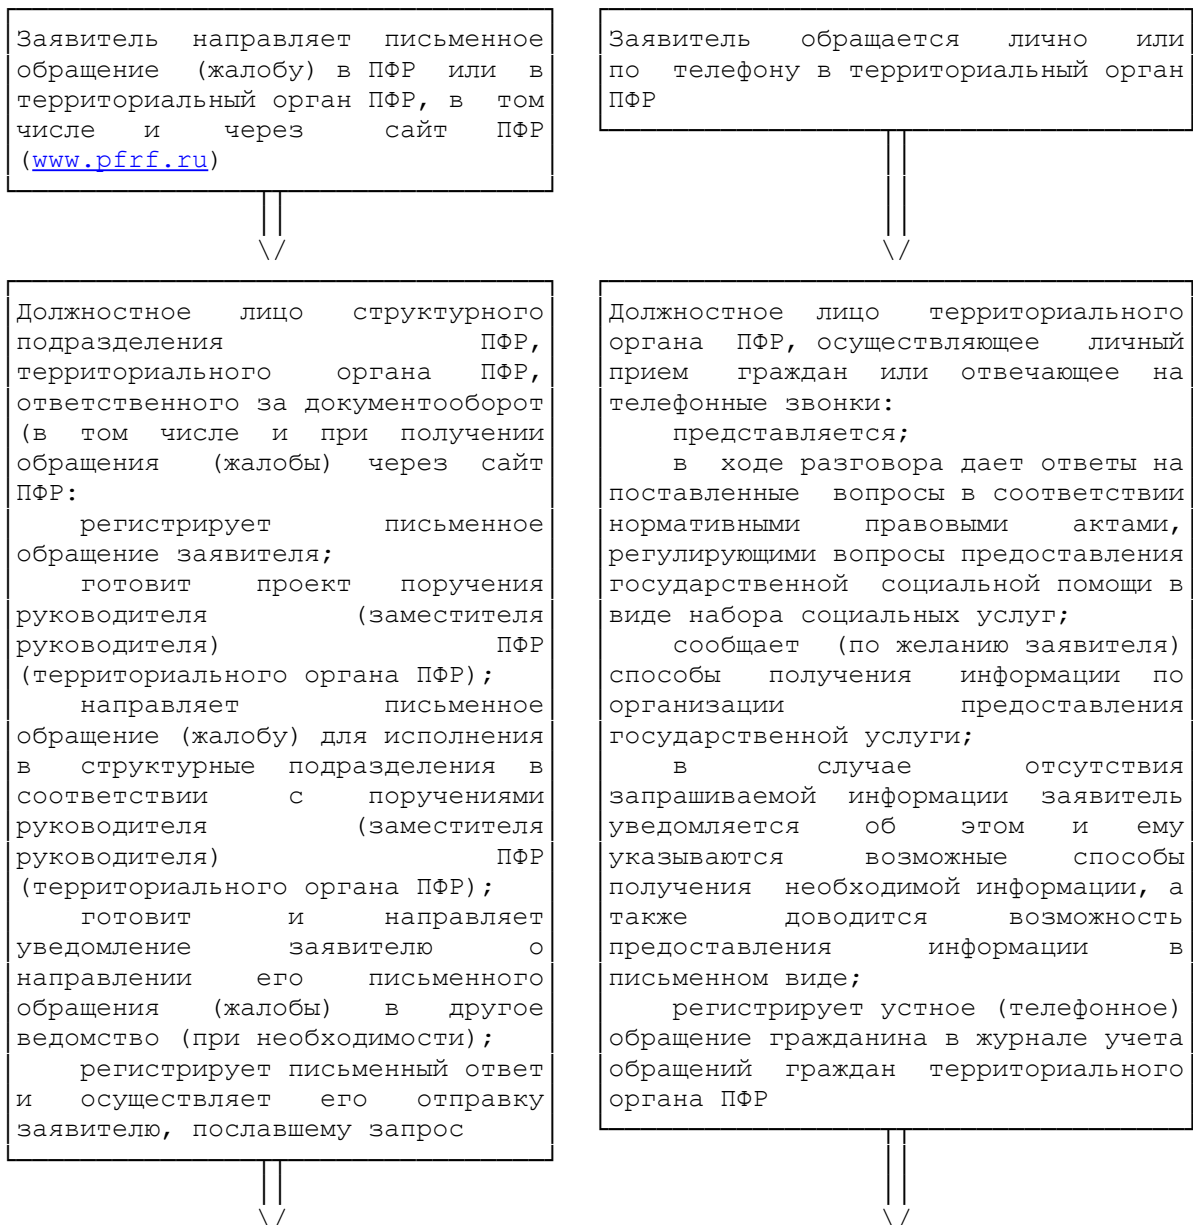 Заявитель направляет письменное
обращение (жалобу) в ПФР или в
территориальный орган ПФР, в том
числе и через сайт ПФР
(www.pfrf.ru)
Заявитель обращается лично или
по телефону в территориальный орган
ПФР
Должностное лицо структурного
подразделения ПФР,
территориального органа ПФР,
ответственного за документооборот
(в том числе и при получении
обращения (жалобы) через сайт
ПФР:
регистрирует письменное
обращение заявителя;
готовит проект поручения
руководителя (заместителя
руководителя) ПФР
(территориального органа ПФР);
направляет письменное
обращение (жалобу) для исполнения
в структурные подразделения в
соответствии с поручениями
руководителя (заместителя
руководителя) ПФР
(территориального органа ПФР);
готовит и направляет
уведомление заявителю о
направлении его письменного
обращения (жалобы) в другое
ведомство (при необходимости);
регистрирует письменный ответ
и осуществляет его отправку
заявителю, пославшему запрос
Должностное лицо территориального
органа ПФР, осуществляющее личный
прием граждан или отвечающее на
телефонные звонки:
представляется;
в ходе разговора дает ответы на
поставленные вопросы в соответствии
нормативными правовыми актами,
регулирующими вопросы предоставления
государственной социальной помощи в
виде набора социальных услуг;
сообщает (по желанию заявителя)
способы получения информации по
организации предоставления
государственной услуги;
в случае отсутствия
запрашиваемой информации заявитель
уведомляется об этом и ему
указываются возможные способы
получения необходимой информации, а
также доводится возможность
предоставления информации в
письменном виде;
регистрирует устное (телефонное)
обращение гражданина в журнале учета
обращений граждан территориального
органа ПФР